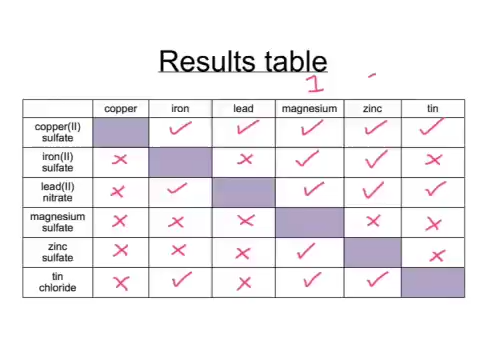 Results table
1
copper iron lead magnesium zinc tin
copper(II)
sulfate ✓ ✓ ✓ ✓ ✓
iron(II)
sulfate ✗ ✗ ✓ ✓ ✗
lead(II)
nitrate ✗ ✓ ✓ ✓ ✓
magnesium
sulfate ✗ ✗ ✗ ✗ ✗
zinc
sulfate ✗ ✗ ✗ ✓ ✗
tin
chloride ✗ ✓ ✗ ✓ ✓